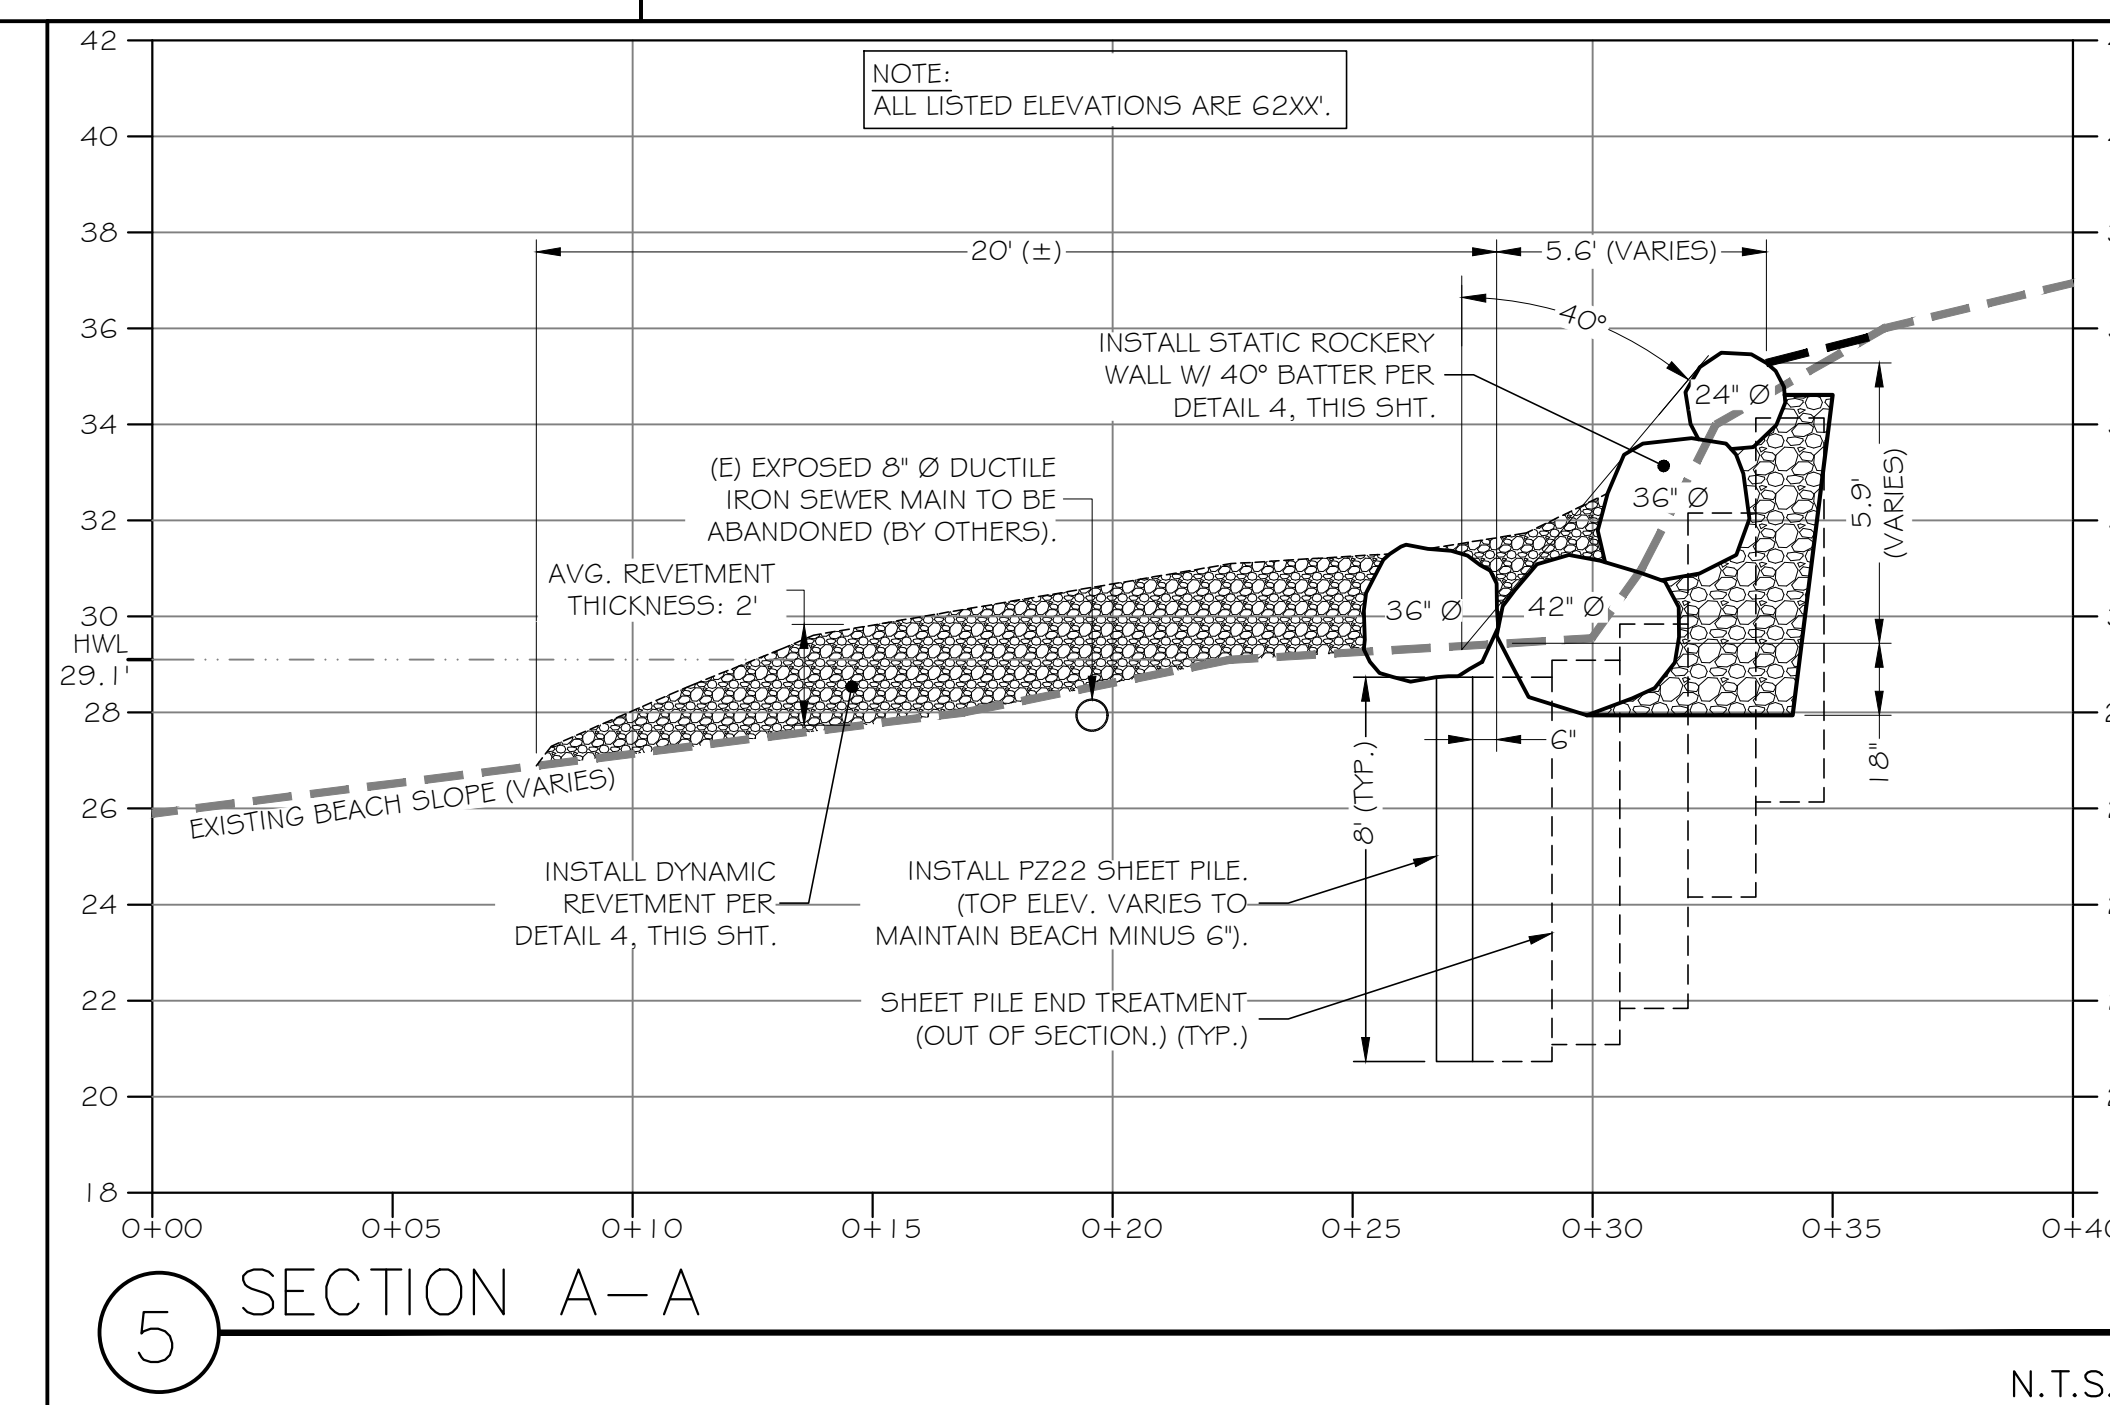 42
NOTE:
ALL LISTED ELEVATIONS ARE 62XX'.
40
38
20' (±)
5.6' (VARIES)
36
40°
INSTALL STATIC ROCKERY
WALL W/ 40° BATTER PER
DETAIL 4, THIS SHT.
24" Ø
34
(E) EXPOSED 8" Ø DUCTILE
IRON SEWER MAIN TO BE
ABANDONED (BY OTHERS).
36" Ø
5.9'
(VARIES)
32
AVG. REVETMENT
THICKNESS: 2'
36" Ø
42" Ø
30
HWL
29.1'
28
6"
18"
8' (TYP.)
EXISTING BEACH SLOPE (VARIES)
26
INSTALL DYNAMIC
REVETMENT PER
DETAIL 4, THIS SHT.
INSTALL PZ22 SHEET PILE.
(TOP ELEV. VARIES TO
MAINTAIN BEACH MINUS 6").
24
22
SHEET PILE END TREATMENT
(OUT OF SECTION.) (TYP.)
20
18
0+00 0+05 0+10 0+15 0+20 0+25 0+30 0+35 0+40
5 SECTION A-A
N.T.S.